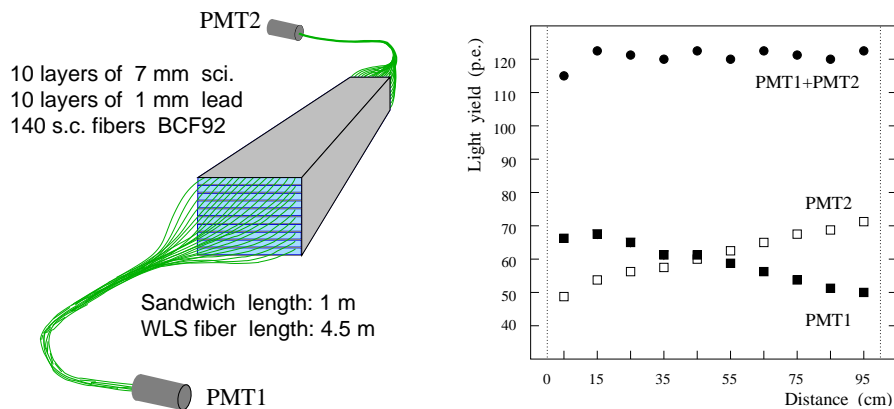 PMT2
10 layers of 7 mm sci.
10 layers of 1 mm lead
140 s.c. fibers BCF92
Sandwich length: 1 m
WLS fiber length: 4.5 m
PMT1
Light yield (p.e.)
120
110
100
90
80
70
60
50
40
PMT1+PMT2
PMT2
PMT1
0 15 35 55 75 95
Distance (cm)